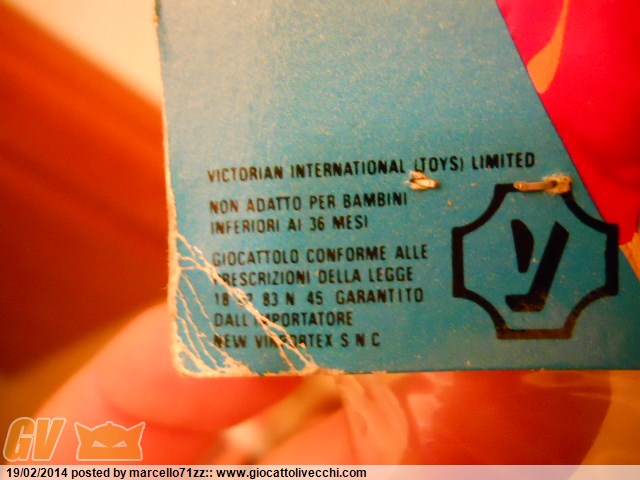 VICTORIAN INTERNATIONAL (TOYS) LIMITED
NON ADATTO PER BAMBINI
INFERIORI AI 36 MESI
GIOCATTOLO CONFORME ALLE
PRESCRIZIONI DELLA LEGGE
18 83 N 45 GARANTITO
DALL'IMPORTATORE
NEW S N C
GV
19/02/2014 posted by marcello71zz:: www.giocattolivecchi.com